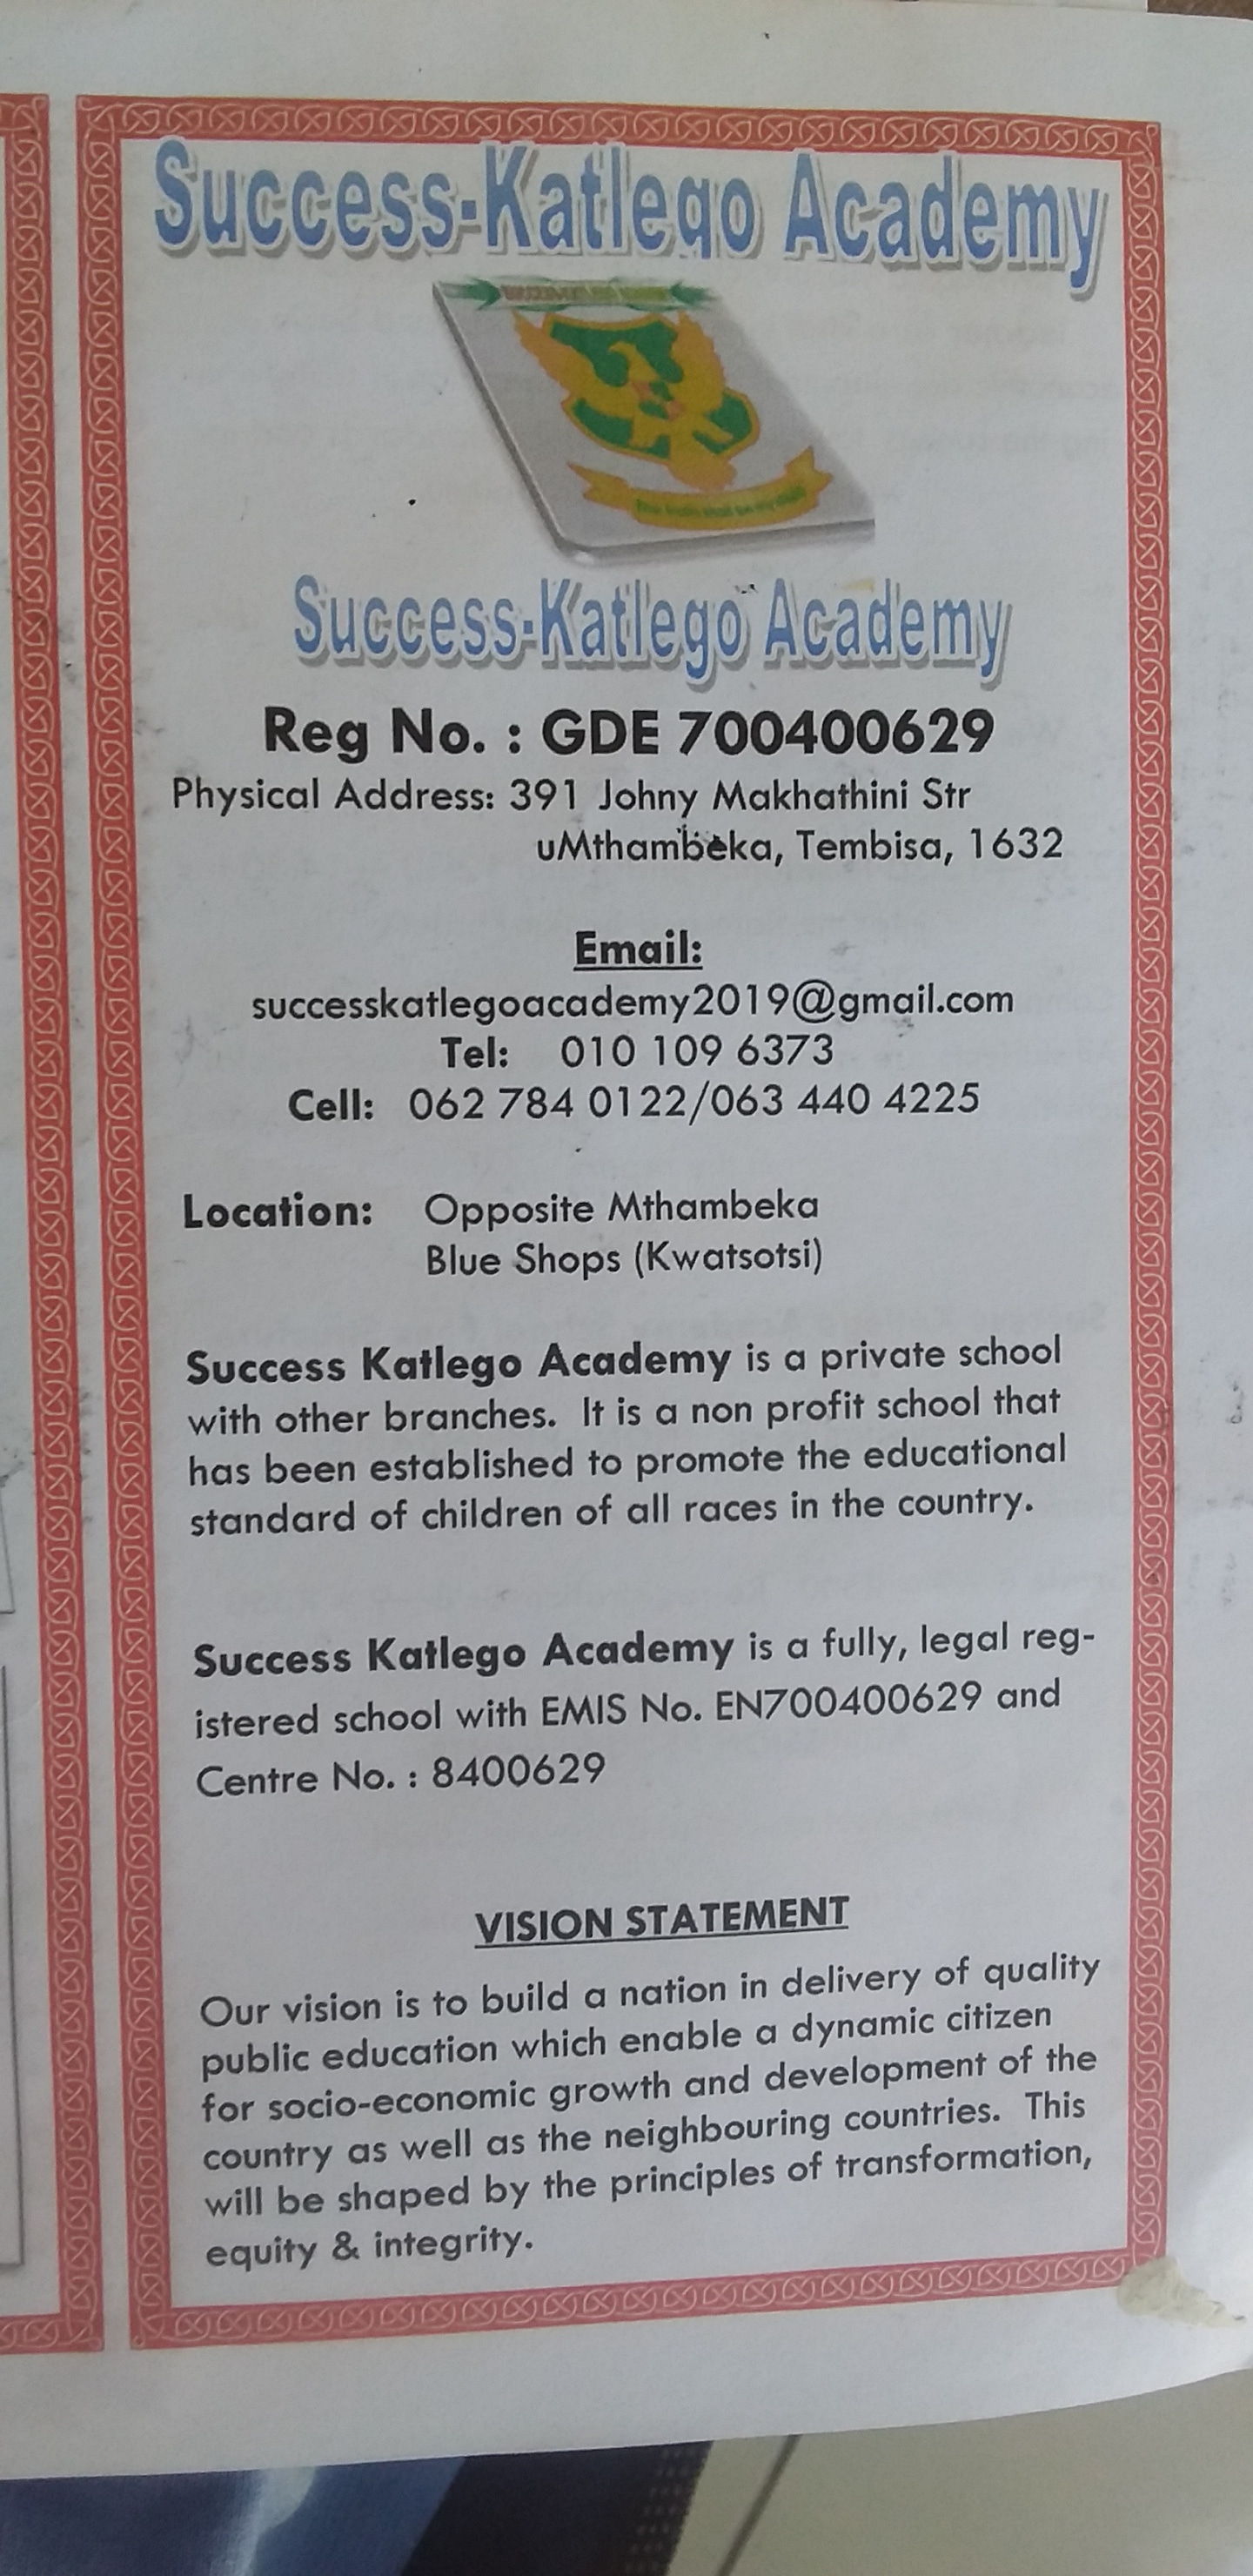 Success-Katlego Academy
Success-Katlego Academy
Reg No. : GDE 700400629
Physical Address: 391 Johny Makhathini Str
uMthambeka, Tembisa, 1632
Email:
successkatlegoacademy2019@gmail.com
Tel: 010 109 6373
Cell: 062 784 0122/063 440 4225
Location: Opposite Mthambeka
Blue Shops (Kwatsotsi)
Success Katlego Academy is a private school
with other branches. It is a non profit school that
has been established to promote the educational
standard of children of all races in the country.
Success Katlego Academy is a fully, legal reg-
istered school with EMIS No. EN700400629 and
Centre No. : 8400629
VISION STATEMENT
Our vision is to build a nation in delivery of quality
public education which enable a dynamic citizen
for socio-economic growth and development of the
country as well as the neighbouring countries. This
will be shaped by the principles of transformation,
equity & integrity.